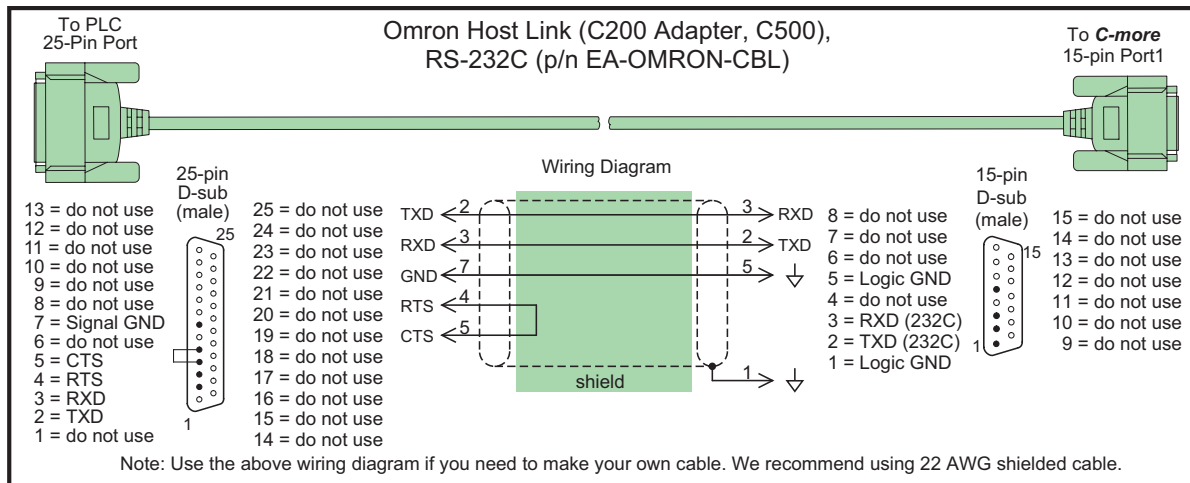 To PLC
25-Pin Port
Omron Host Link (C200 Adapter, C500),
RS-232C (p/n EA-OMRON-CBL)
To C-more
15-pin Port1
Wiring Diagram
25-pin
D-sub
(male)
13 = do not use
12 = do not use
11 = do not use
10 = do not use
9 = do not use
8 = do not use
7 = Signal GND
6 = do not use
5 = CTS
4 = RTS
3 = RXD
2 = TXD
1 = do not use
25
1
25 = do not use
24 = do not use
23 = do not use
22 = do not use
21 = do not use
20 = do not use
19 = do not use
18 = do not use
17 = do not use
16 = do not use
15 = do not use
14 = do not use
TXD 2 3 RXD
RXD 3 2 TXD
GND 7 5
RTS 4
CTS 5
1
shield
8 = do not use
7 = do not use
6 = do not use
5 = Logic GND
4 = do not use
3 = RXD (232C)
2 = TXD (232C)
1 = Logic GND
15-pin
D-sub
(male)
15
1
15 = do not use
14 = do not use
13 = do not use
12 = do not use
11 = do not use
10 = do not use
9 = do not use
Note: Use the above wiring diagram if you need to make your own cable. We recommend using 22 AWG shielded cable.